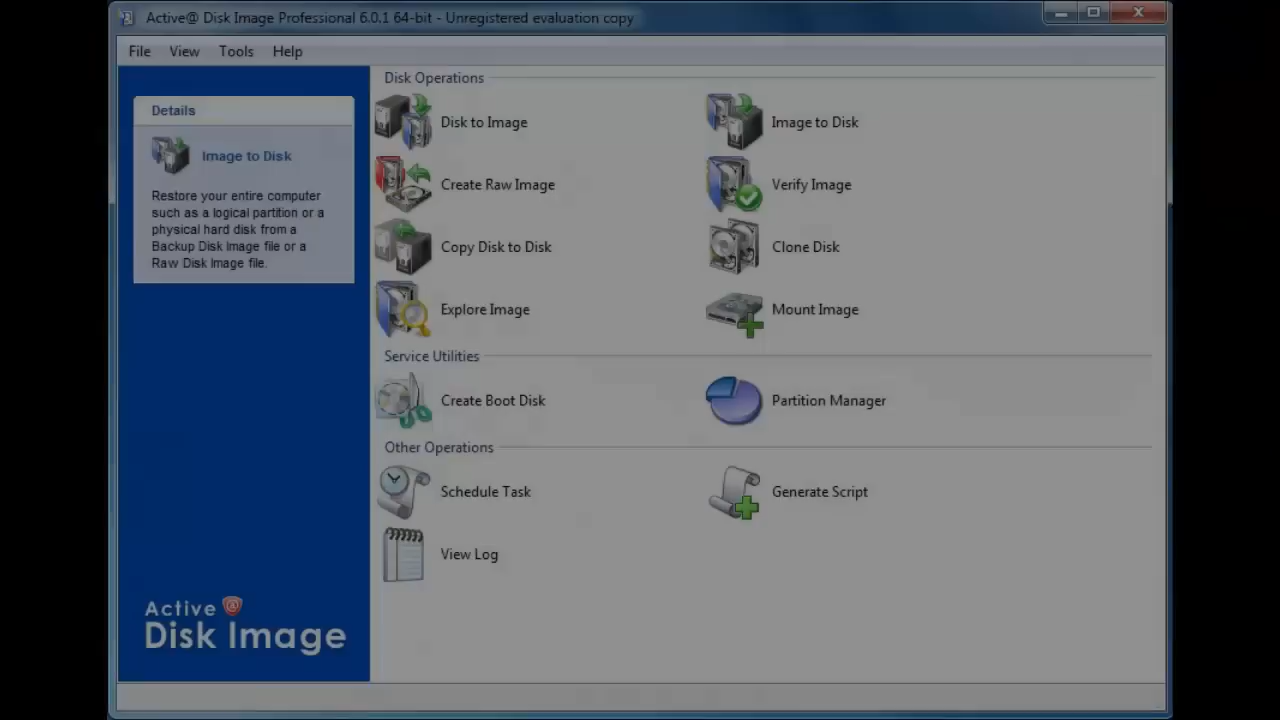 Active@ Disk Image Professional 6.0.1 64-bit - Unregistered evaluation copy
File View Tools Help
Details
Image to Disk
Restore your entire computer
such as a logical partition or a
physical hard disk from a
Backup Disk Image file or a
Raw Disk Image file.
Disk Operations
Disk to Image
Image to Disk
Create Raw Image
Verify Image
Copy Disk to Disk
Clone Disk
Explore Image
Mount Image
Service Utilities
Create Boot Disk
Partition Manager
Other Operations
Schedule Task
Generate Script
View Log
Active@
Disk Image